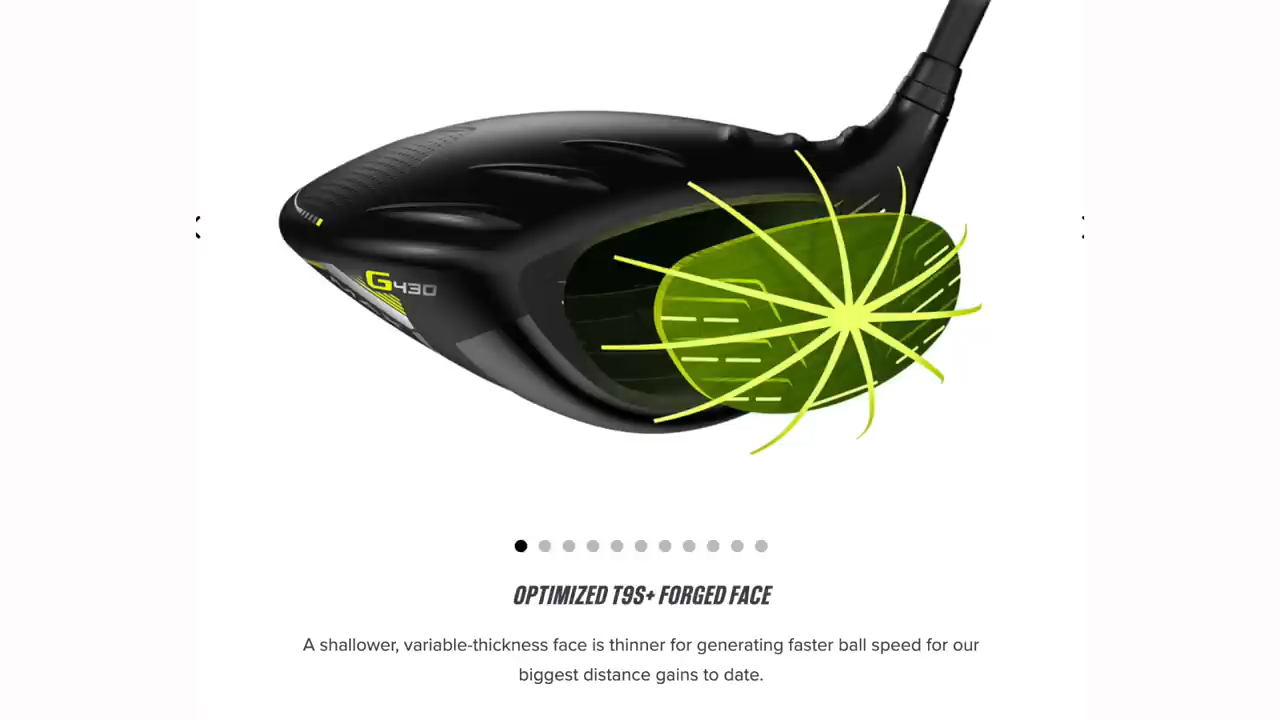 G430
OPTIMIZED T9S+ FORGED FACE
A shallower, variable-thickness face is thinner for generating faster ball speed for our
biggest distance gains to date.